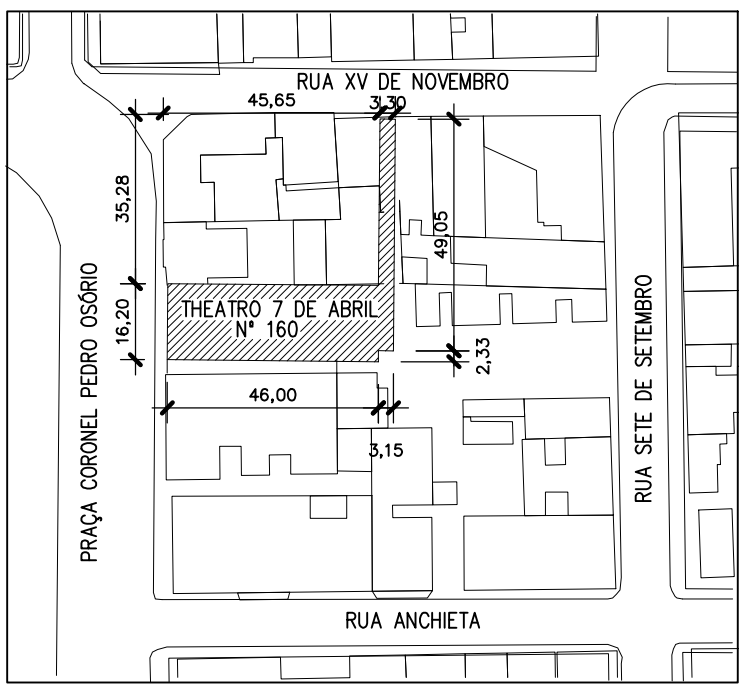 RUA XV DE NOVEMBRO
45,65
3,30
35,28
49,05
PRAÇA CORONEL PEDRO OSÓRIO
16,20
THEATRO 7 DE ABRIL
N° 160
2,33
46,00
3,15
RUA SETE DE SETEMBRO
RUA ANCHIETA